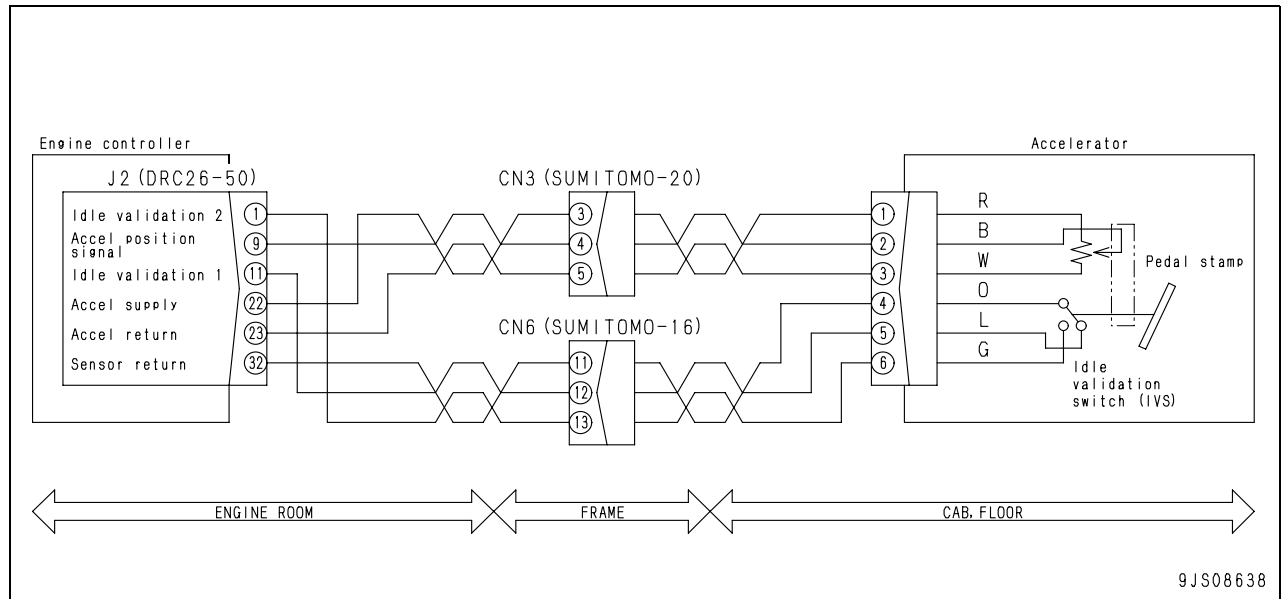 Engine controller
J2 (DRC26-50)
Idle validation 2
1
Accel position
signal
9
Idle validation 1
11
Accel supply
22
Accel return
23
Sensor return
32
CN3 (SUMITOMO-20)
3
4
5
CN6 (SUMITOMO-16)
11
12
13
Accelerator
1
R
2
B
3
W
Pedal stamp
4
O
5
L
6
G
Idle
validation
switch (IVS)
ENGINE ROOM
FRAME
CAB, FLOOR
9JS08638